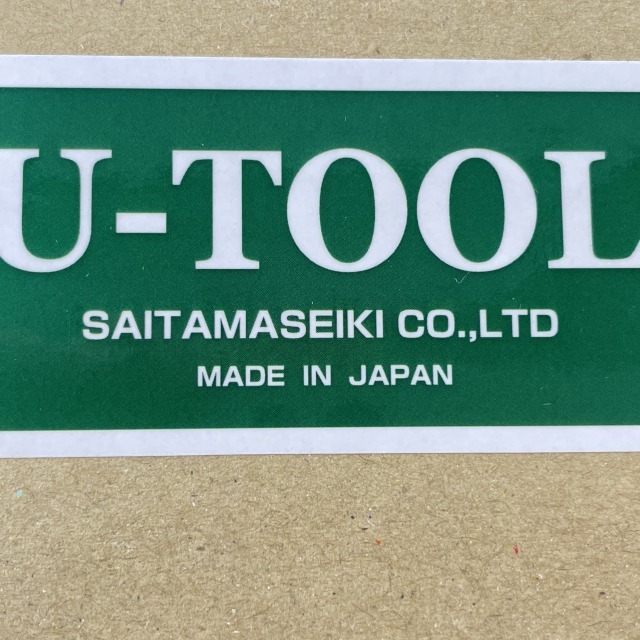 U-TOOL
SAITAMASEIKI CO.,LTD
MADE IN JAPAN